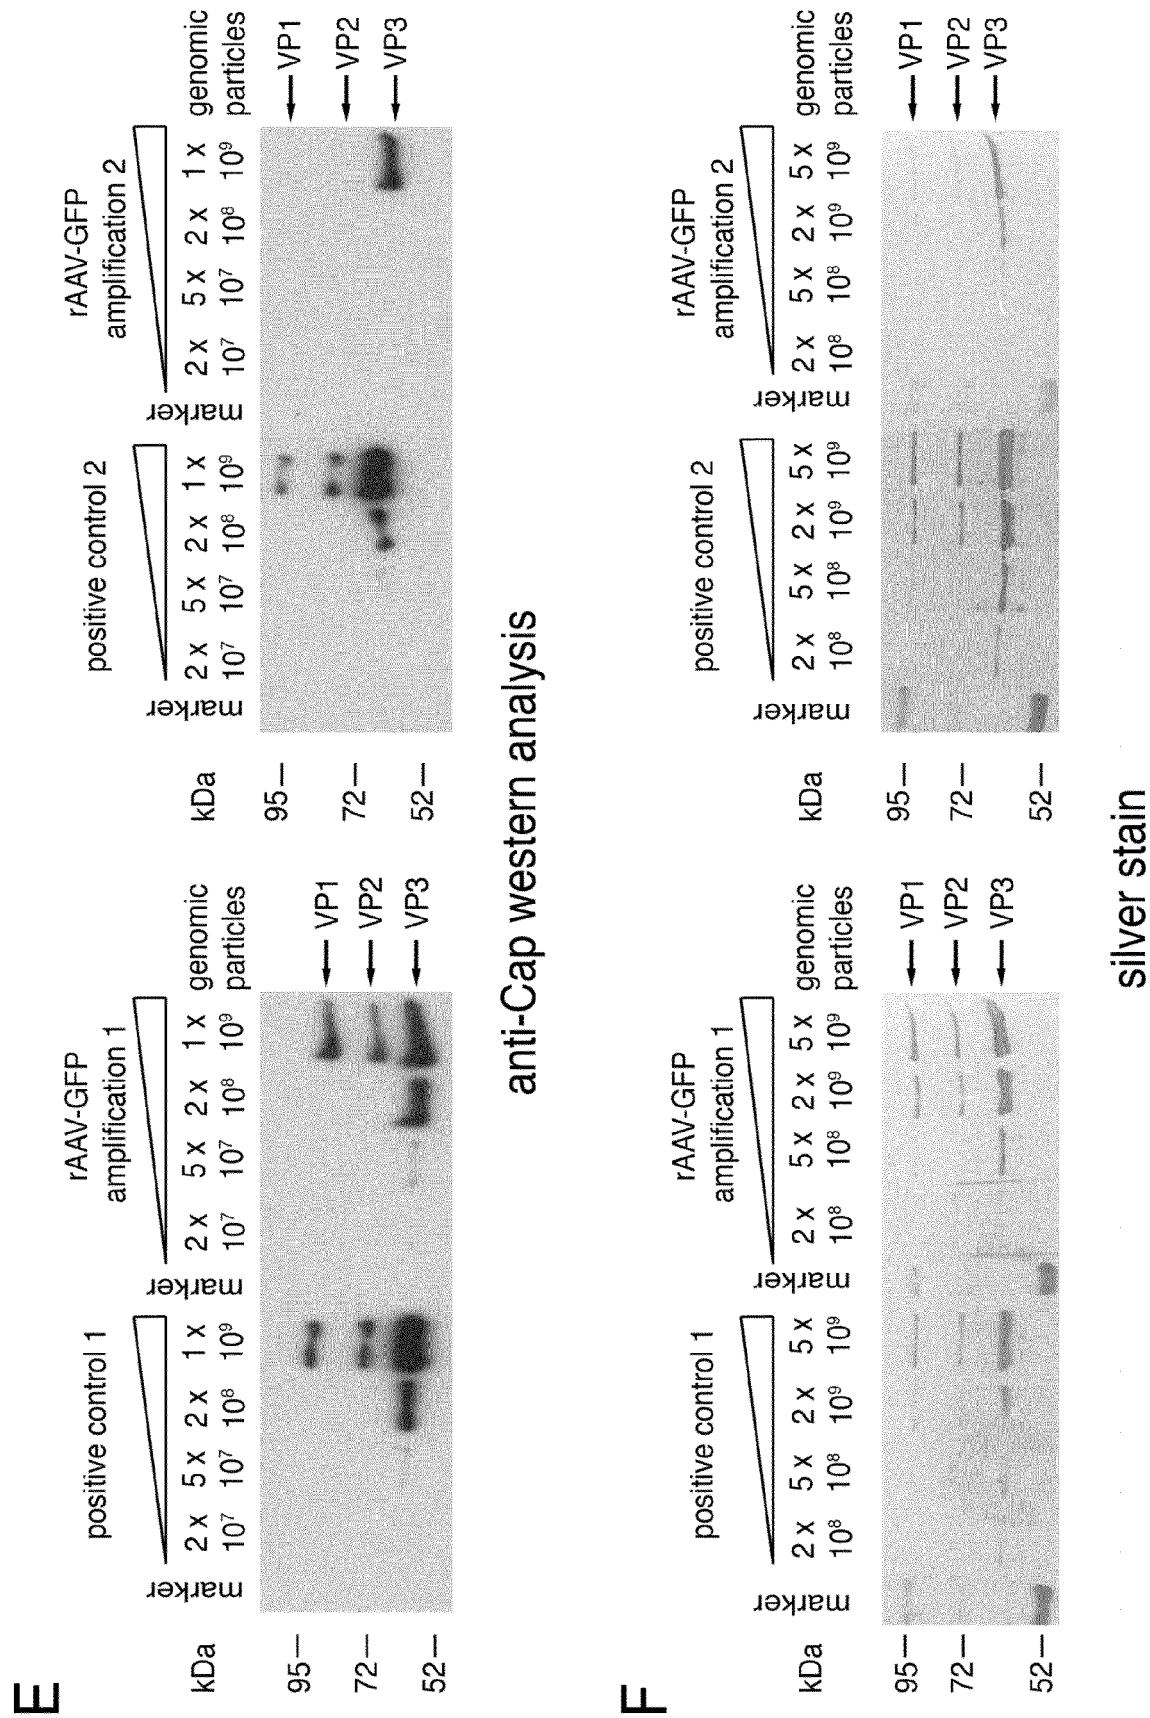 E
positive control 1
rAAV-GFP
amplification 1
kDa
marker
2 x
10⁷
5 x
10⁷
2 x
10⁸
1 x
10⁹
marker
2 x
10⁷
5 x
10⁷
2 x
10⁸
1 x
10⁹
genomic
particles
95
72
52
VP1
VP2
VP3
positive control 2
rAAV-GFP
amplification 2
kDa
marker
2 x
10⁷
5 x
10⁷
2 x
10⁸
1 x
10⁹
marker
2 x
10⁷
5 x
10⁷
2 x
10⁸
1 x
10⁹
genomic
particles
95
72
52
VP1
VP2
VP3
anti-Cap western analysis
F
positive control 1
rAAV-GFP
amplification 1
kDa
marker
2 x
10⁸
5 x
10⁸
2 x
10⁹
5 x
10⁹
marker
2 x
10⁸
5 x
10⁸
2 x
10⁹
5 x
10⁹
genomic
particles
95
72
52
VP1
VP2
VP3
positive control 2
rAAV-GFP
amplification 2
kDa
marker
2 x
10⁸
5 x
10⁸
2 x
10⁹
5 x
10⁹
marker
2 x
10⁸
5 x
10⁸
2 x
10⁹
5 x
10⁹
genomic
particles
95
72
52
VP1
VP2
VP3
silver stain